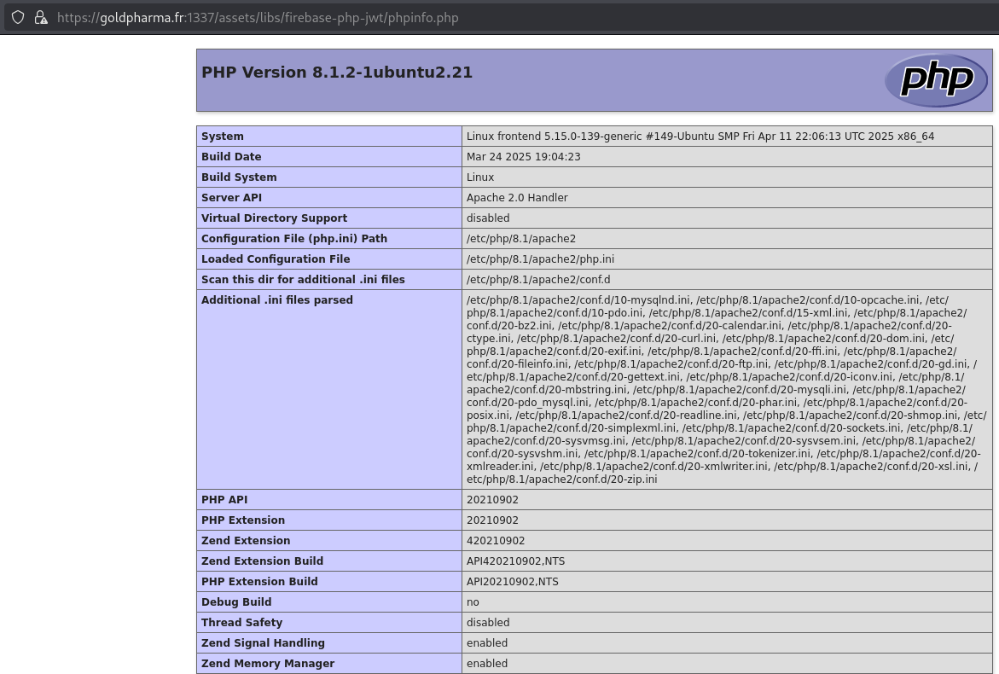 https://goldpharma.fr:1337/assets/libs/firebase-php-jwt/phpinfo.php
PHP Version 8.1.2-1ubuntu2.21
php
System Linux frontend 5.15.0-139-generic #149-Ubuntu SMP Fri Apr 11 22:06:13 UTC 2025 x86_64
Build Date Mar 24 2025 19:04:23
Build System Linux
Server API Apache 2.0 Handler
Virtual Directory Support disabled
Configuration File (php.ini) Path /etc/php/8.1/apache2
Loaded Configuration File /etc/php/8.1/apache2/php.ini
Scan this dir for additional .ini files /etc/php/8.1/apache2/conf.d
Additional .ini files parsed /etc/php/8.1/apache2/conf.d/10-mysqlnd.ini, /etc/php/8.1/apache2/conf.d/10-opcache.ini, /etc/
php/8.1/apache2/conf.d/10-pdo.ini, /etc/php/8.1/apache2/conf.d/15-xml.ini, /etc/php/8.1/apache2/
conf.d/20-bz2.ini, /etc/php/8.1/apache2/conf.d/20-calendar.ini, /etc/php/8.1/apache2/conf.d/20-
ctype.ini, /etc/php/8.1/apache2/conf.d/20-curl.ini, /etc/php/8.1/apache2/conf.d/20-dom.ini, /etc/
php/8.1/apache2/conf.d/20-exif.ini, /etc/php/8.1/apache2/conf.d/20-ffi.ini, /etc/php/8.1/apache2/
conf.d/20-fileinfo.ini, /etc/php/8.1/apache2/conf.d/20-ftp.ini, /etc/php/8.1/apache2/conf.d/20-gd.ini, /
etc/php/8.1/apache2/conf.d/20-gettext.ini, /etc/php/8.1/apache2/conf.d/20-iconv.ini, /etc/php/8.1/
apache2/conf.d/20-mbstring.ini, /etc/php/8.1/apache2/conf.d/20-mysqli.ini, /etc/php/8.1/apache2/
conf.d/20-pdo_mysql.ini, /etc/php/8.1/apache2/conf.d/20-phar.ini, /etc/php/8.1/apache2/conf.d/20-
posix.ini, /etc/php/8.1/apache2/conf.d/20-readline.ini, /etc/php/8.1/apache2/conf.d/20-shmop.ini, /etc/
php/8.1/apache2/conf.d/20-simplexml.ini, /etc/php/8.1/apache2/conf.d/20-sockets.ini, /etc/php/8.1/
apache2/conf.d/20-sysvmsg.ini, /etc/php/8.1/apache2/conf.d/20-sysvsem.ini, /etc/php/8.1/apache2/
conf.d/20-sysvshm.ini, /etc/php/8.1/apache2/conf.d/20-tokenizer.ini, /etc/php/8.1/apache2/conf.d/20-
xmlreader.ini, /etc/php/8.1/apache2/conf.d/20-xmlwriter.ini, /etc/php/8.1/apache2/conf.d/20-xsl.ini, /
etc/php/8.1/apache2/conf.d/20-zip.ini
PHP API 20210902
PHP Extension 20210902
Zend Extension 420210902
Zend Extension Build API420210902,NTS
PHP Extension Build API20210902,NTS
Debug Build no
Thread Safety disabled
Zend Signal Handling enabled
Zend Memory Manager enabled